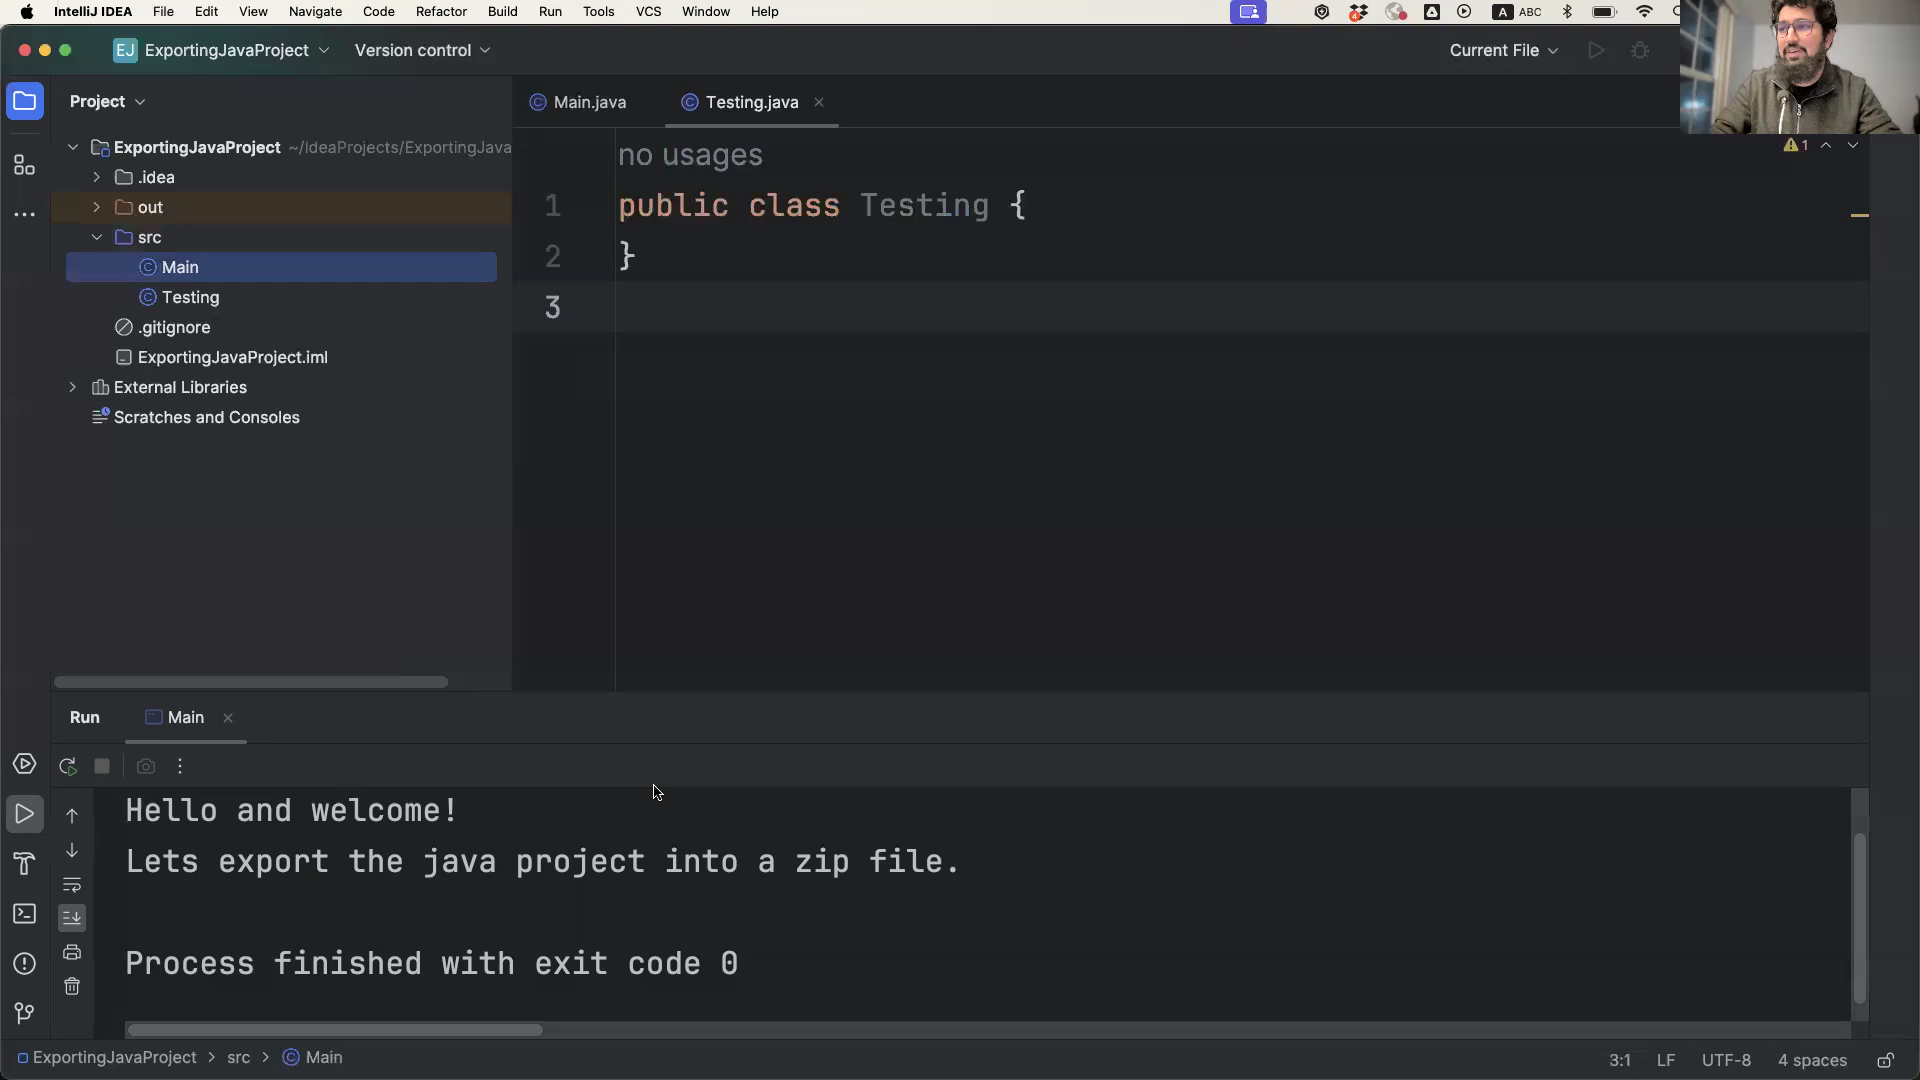 IntelliJ IDEA File Edit View Navigate Code Refactor Build Run Tools VCS Window Help
4 A ABC
EJ ExportingJavaProject Version control Current File
Project
Main.java Testing.java
ExportingJavaProject ~/IdeaProjects/ExportingJava
.idea
out
src
Main
Testing
.gitignore
ExportingJavaProject.iml
External Libraries
Scratches and Consoles
no usages
1 public class Testing {
2 }
3
1
Run Main
Hello and welcome!
Lets export the java project into a zip file.
Process finished with exit code 0
ExportingJavaProject > src > Main
3:1 LF UTF-8 4 spaces